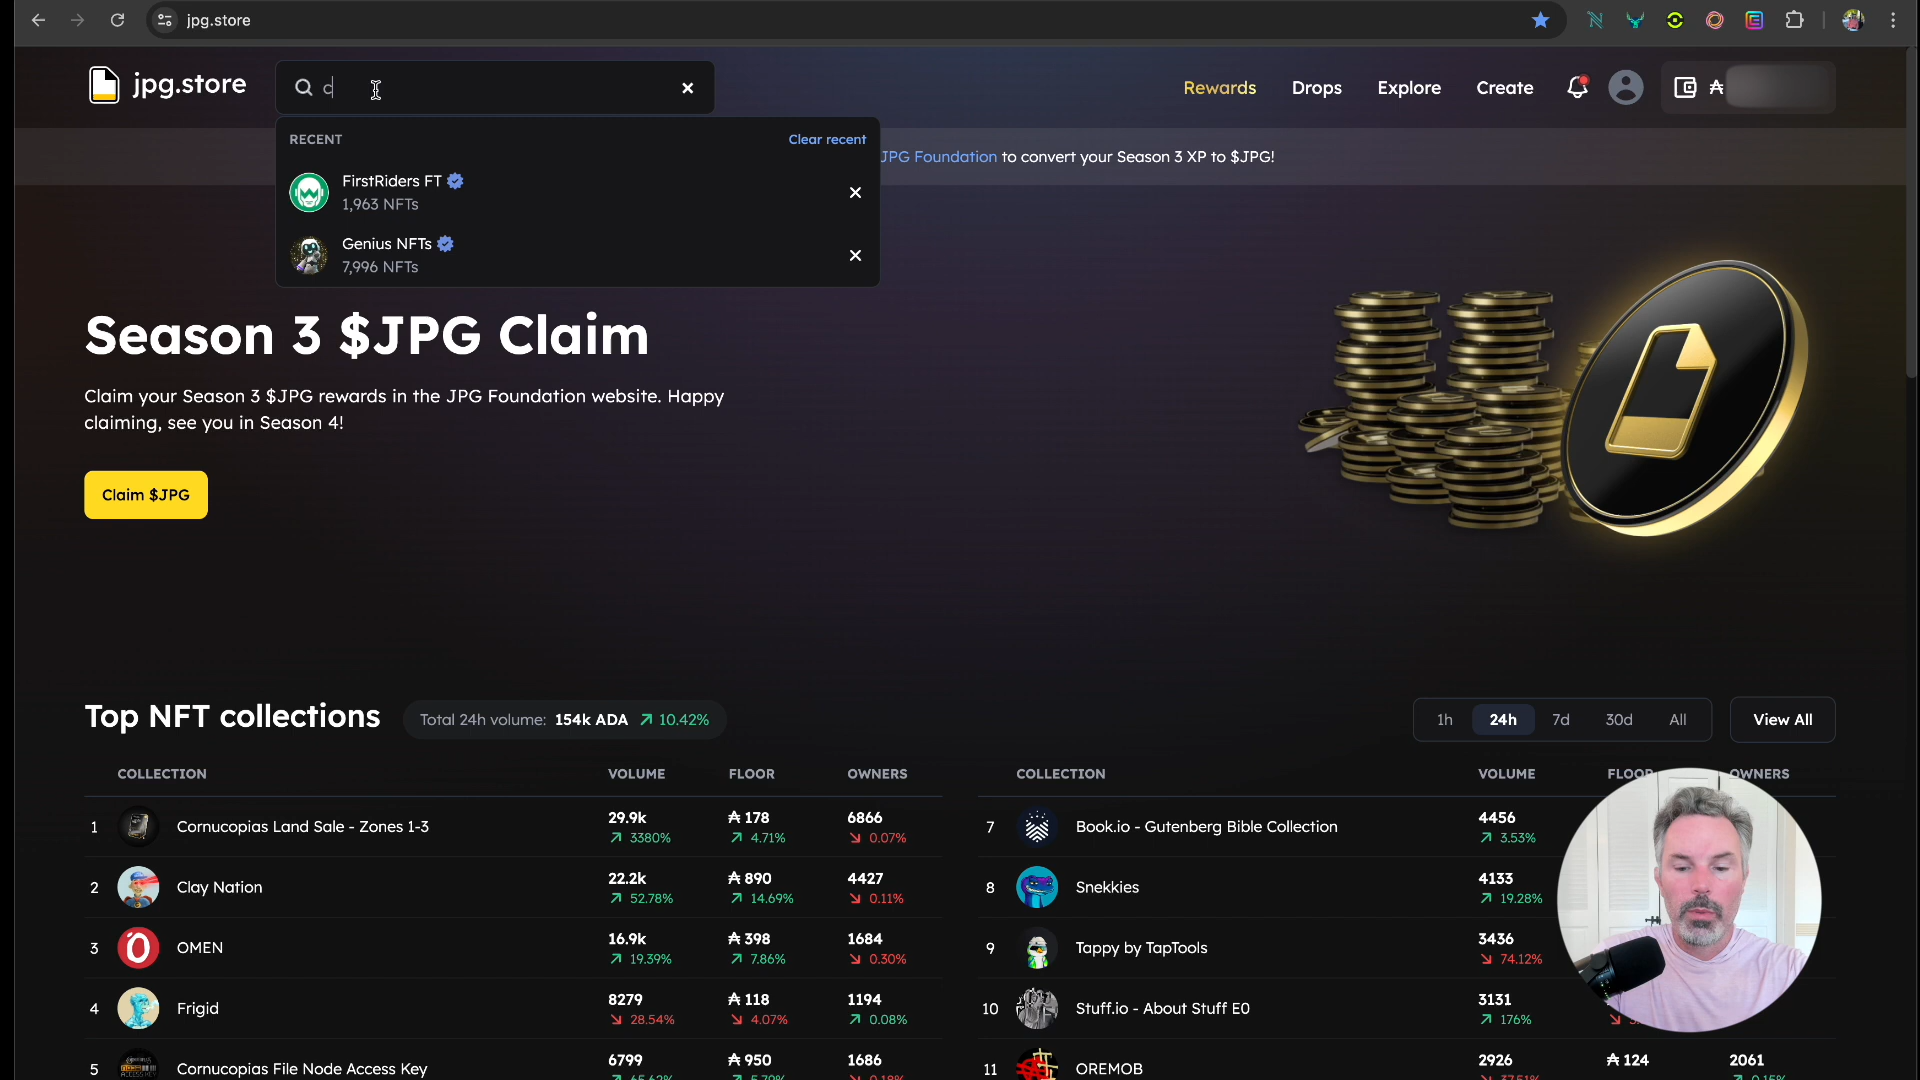 jpg.store
jpg.store
c
Rewards
Drops
Explore
Create
₳
RECENT
Clear recent
JPG Foundation to convert your Season 3 XP to $JPG!
FirstRiders FT
1,963 NFTs
Genius NFTs
7,996 NFTs
Season 3 $JPG Claim
Claim your Season 3 $JPG rewards in the JPG Foundation website. Happy
claiming, see you in Season 4!
Claim $JPG
Top NFT collections
Total 24h volume: 154k ADA 10.42%
1h 24h 7d 30d All
View All
COLLECTION VOLUME FLOOR OWNERS
1 Cornucopias Land Sale - Zones 1-3 29.9k ₳ 178 6866
3380% 4.71% 0.07%
2 Clay Nation 22.2k ₳ 890 4427
52.78% 14.69% 0.11%
3 OMEN 16.9k ₳ 398 1684
19.39% 7.86% 0.30%
4 Frigid 8279 ₳ 118 1194
28.54% 4.07% 0.08%
5 Cornucopias File Node Access Key 6799 ₳ 950 1686
COLLECTION VOLUME FLOOR OWNERS
7 Book.io - Gutenberg Bible Collection 4456
3.53%
8 Snekkies 4133
19.28%
9 Tappy by TapTools 3436
74.12%
10 Stuff.io - About Stuff E0 3131
176%
11 OREMOB 2926 ₳ 124 2061